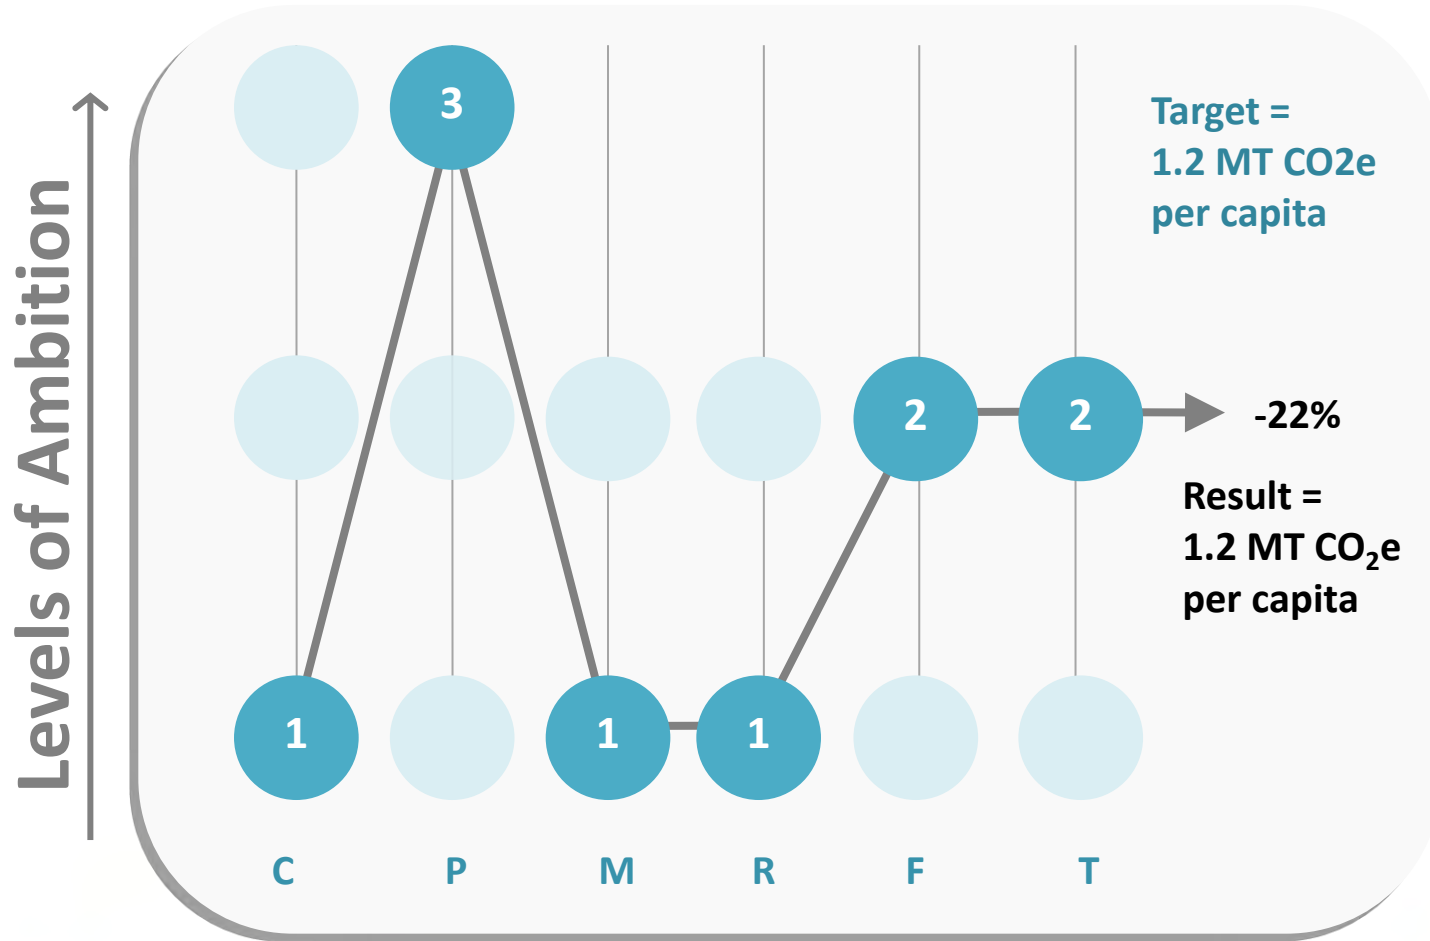 Levels of Ambition
3
Target =
1.2 MT CO2e
per capita
2
2
-22%
Result =
1.2 MT CO₂e
per capita
1
1
1
C
P
M
R
F
T